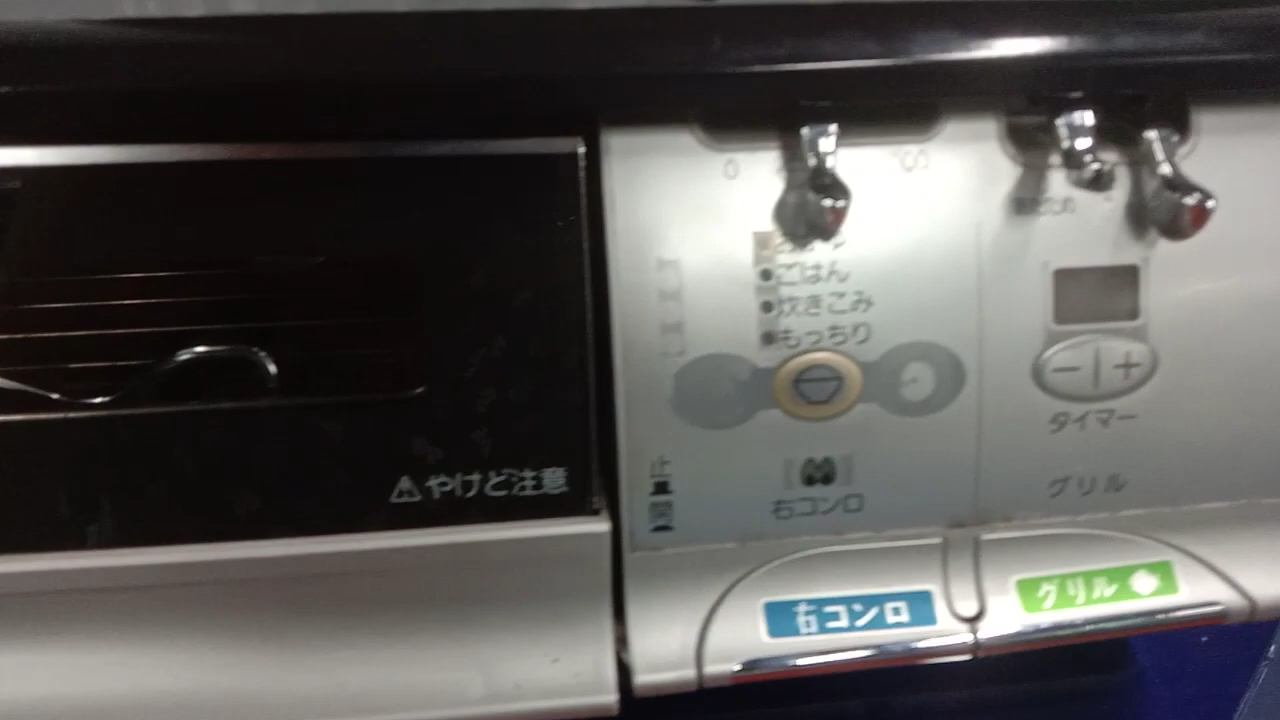 ごはん
炊きこみ
もっちり
− +
タイマー
⚠やけど注意
止
開
右コンロ
グリル
右コンロ
グリル